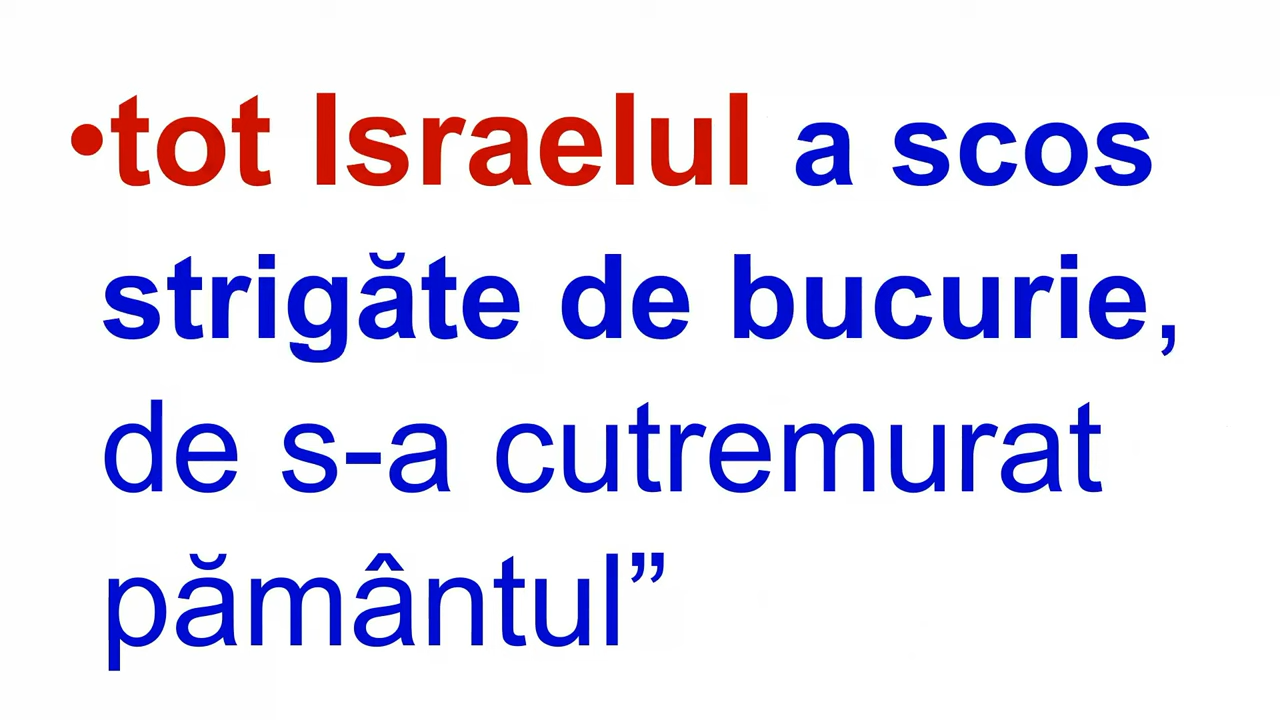 •tot Israelul a scos
strigăte de bucurie,
de s-a cutremurat
pământul”